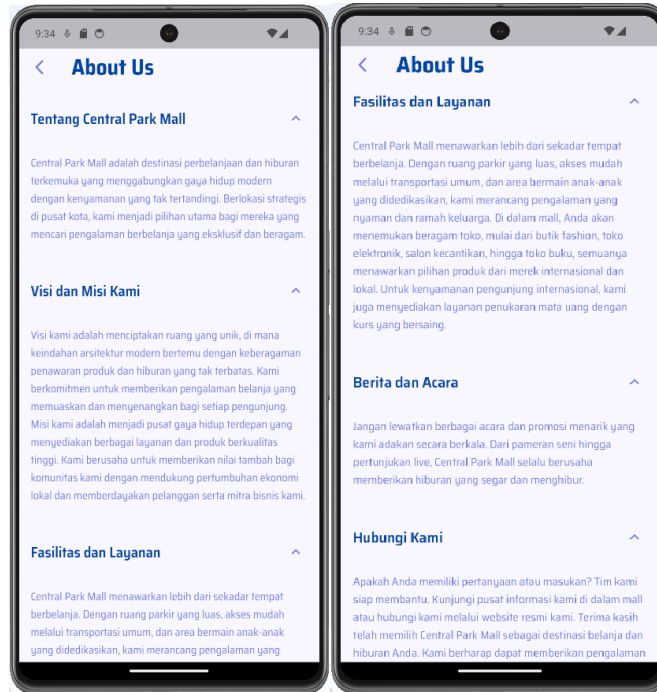 9:34
About Us
Tentang Central Park Mall
Central Park Mall adalah destinasi perbelanjaan dan hiburan
terkemuka yang menggabungkan gaya hidup modern
dengan kenyamanan yang tak tertandingi. Berlokasi strategis
di pusat kota, kami menjadi pilihan utama bagi mereka yang
mencari pengalaman berbelanja yang eksklusif dan beragam.
Visi dan Misi Kami
Visi kami adalah menciptakan ruang yang unik, di mana
keindahan arsitektur modern bertemu dengan keberagaman
penawaran produk dan hiburan yang tak terbatas. Kami
berkomitmen untuk memberikan pengalaman belanja yang
memuaskan dan menyenangkan bagi setiap pengunjung.
Misi kami adalah menjadi pusat gaya hidup terdepan yang
menyediakan berbagai layanan dan produk berkualitas
tinggi. Kami berusaha untuk memberikan nilai tambah bagi
komunitas kami dengan mendukung pertumbuhan ekonomi
lokal dan memberdayakan pelanggan serta mitra bisnis kami.
Fasilitas dan Layanan
Central Park Mall menawarkan lebih dari sekadar tempat
berbelanja. Dengan ruang parkir yang luas, akses mudah
melalui transportasi umum, dan area bermain anak-anak
yang didedikasikan, kami merancang pengalaman yang
9:34
About Us
Fasilitas dan Layanan
Central Park Mall menawarkan lebih dari sekadar tempat
berbelanja. Dengan ruang parkir yang luas, akses mudah
melalui transportasi umum, dan area bermain anak-anak
yang didedikasikan, kami merancang pengalaman yang
nyaman dan ramah keluarga. Di dalam mall, Anda akan
menemukan beragam toko, mulai dari butik fashion, toko
elektronik, salon kecantikan, hingga toko buku, semuanya
menawarkan pilihan produk dari merek internasional dan
lokal. Untuk kenyamanan pengunjung internasional, kami
juga menyediakan layanan penukaran mata uang dengan
kurs yang bersaing.
Berita dan Acara
Jangan lewatkan berbagai acara dan promosi menarik yang
kami adakan secara berkala. Dari pameran seni hingga
pertunjukan live, Central Park Mall selalu berusaha
memberikan hiburan yang segar dan menghibur.
Hubungi Kami
Apakah Anda memiliki pertanyaan atau masukan? Tim kami
siap membantu. Kunjungi pusat informasi kami di dalam mall
atau hubungi kami melalui website resmi kami. Terima kasih
telah memilih Central Park Mall sebagai destinasi belanja dan
hiburan Anda. Kami berharap dapat memberikan pengalaman